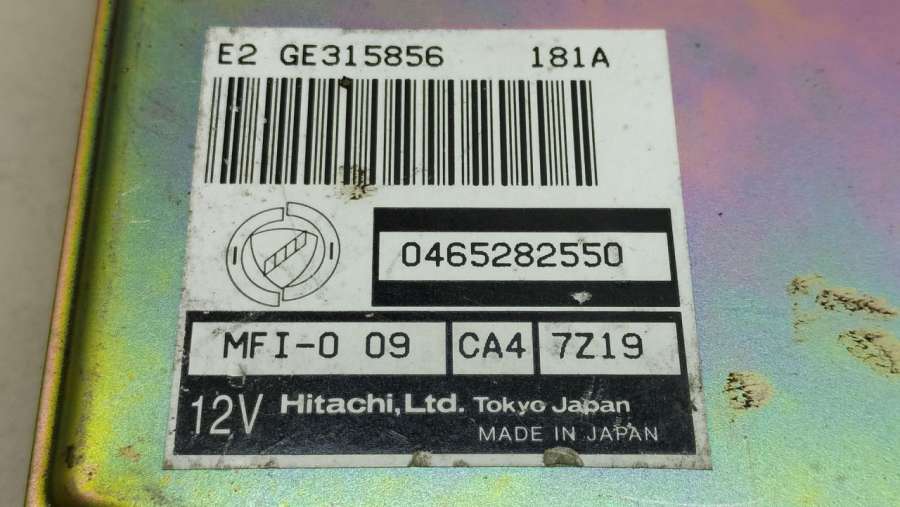 E2 GE315856 181A
0465282550
MFI-0 09 CA4 7Z19
12V Hitachi, Ltd. Tokyo Japan
MADE IN JAPAN